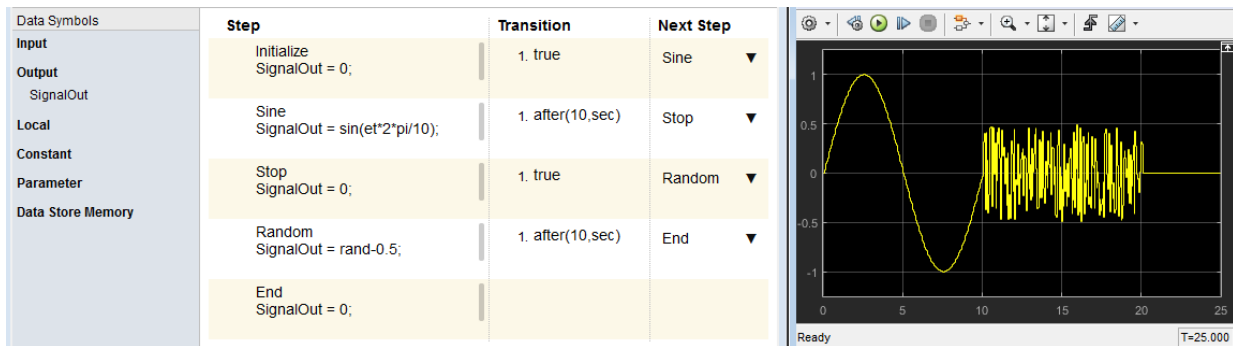 Data Symbols
Input
Output
SignalOut
Local
Constant
Parameter
Data Store Memory
Step Transition Next Step
Initialize
SignalOut = 0;
1. true
Sine ▼
Sine
SignalOut = sin(et*2*pi/10);
1. after(10,sec)
Stop ▼
Stop
SignalOut = 0;
1. true
Random ▼
Random
SignalOut = rand-0.5;
1. after(10,sec)
End ▼
End
SignalOut = 0;
1
0.5
0
-0.5
-1
0 5 10 15 20 25
Ready T=25.000